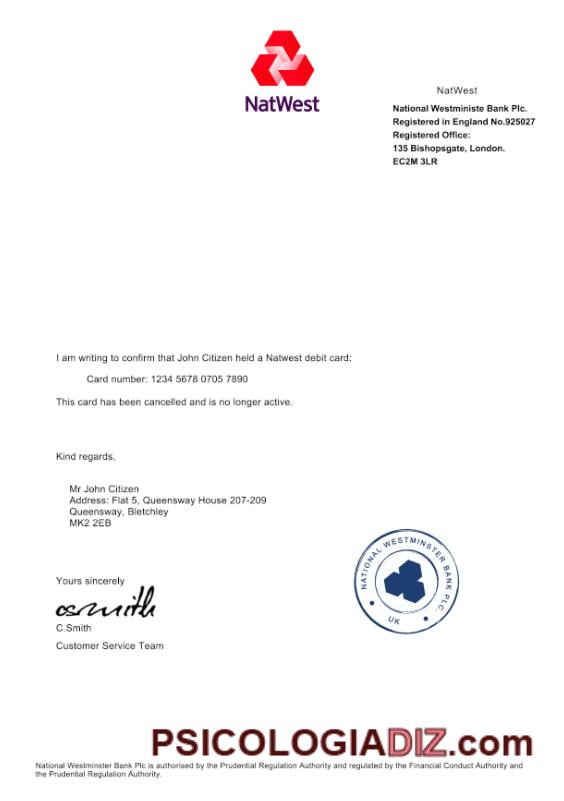 NatWest
NatWest
National Westministe Bank Plc.
Registered in England No.925027
Registered Office:
135 Bishopsgate, London.
EC2M 3LR
I am writing to confirm that John Citizen held a Natwest debit card:
Card number: 1234 5678 0705 7890
This card has been cancelled and is no longer active.
Kind regards,
Mr John Citizen
Address: Flat 5, Queensway House 207-209
Queensway, Bletchley
MK2 2EB
NATIONAL WESTMINSTER BANK PLC.
UK
Yours sincerely
csmith
C.Smith
Customer Service Team
PSICOLOGIADIZ.com
National Westminster Bank Plc is authorised by the Prudential Regulation Authority and regulated by the Financial Conduct Authority and
the Prudential Regulation Authority.